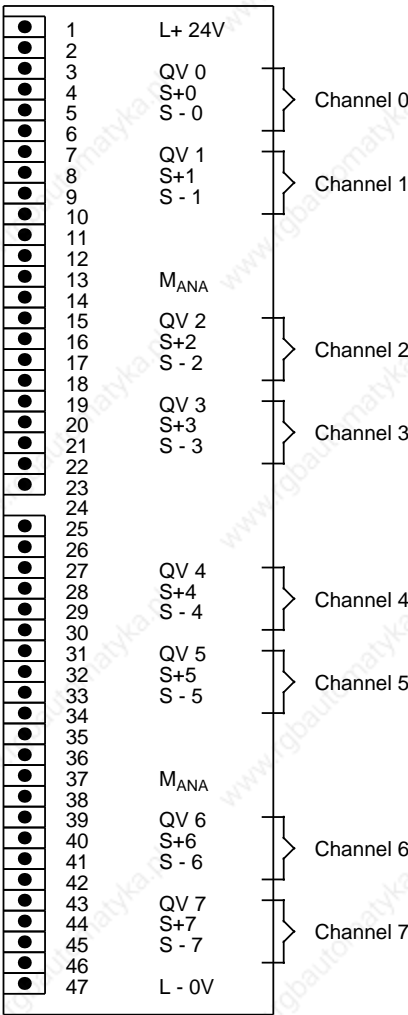 1 L+ 24V
2
3 QV 0
4 S+0
5 S - 0
Channel 0
6
7 QV 1
8 S+1
9 S - 1
Channel 1
10
11
12
13 MANA
14
15 QV 2
16 S+2
17 S - 2
Channel 2
18
19 QV 3
20 S+3
21 S - 3
Channel 3
22
23
24
25
26
27 QV 4
28 S+4
29 S - 4
Channel 4
30
31 QV 5
32 S+5
33 S - 5
Channel 5
34
35
36
37 MANA
38
39 QV 6
40 S+6
41 S - 6
Channel 6
42
43 QV 7
44 S+7
45 S - 7
Channel 7
46
47 L - 0V